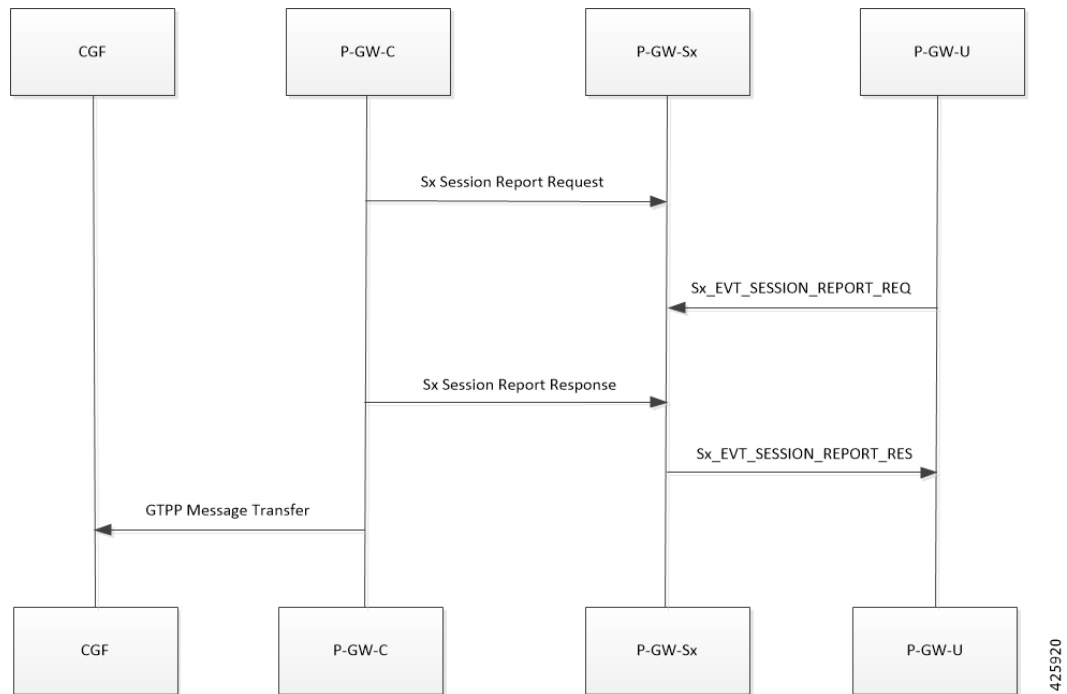 CGF
P-GW-C
P-GW-Sx
P-GW-U
Sx Session Report Request
Sx_EVT_SESSION_REPORT_REQ
Sx Session Report Response
Sx_EVT_SESSION_REPORT_RES
GTPP Message Transfer
CGF
P-GW-C
P-GW-Sx
P-GW-U
425920